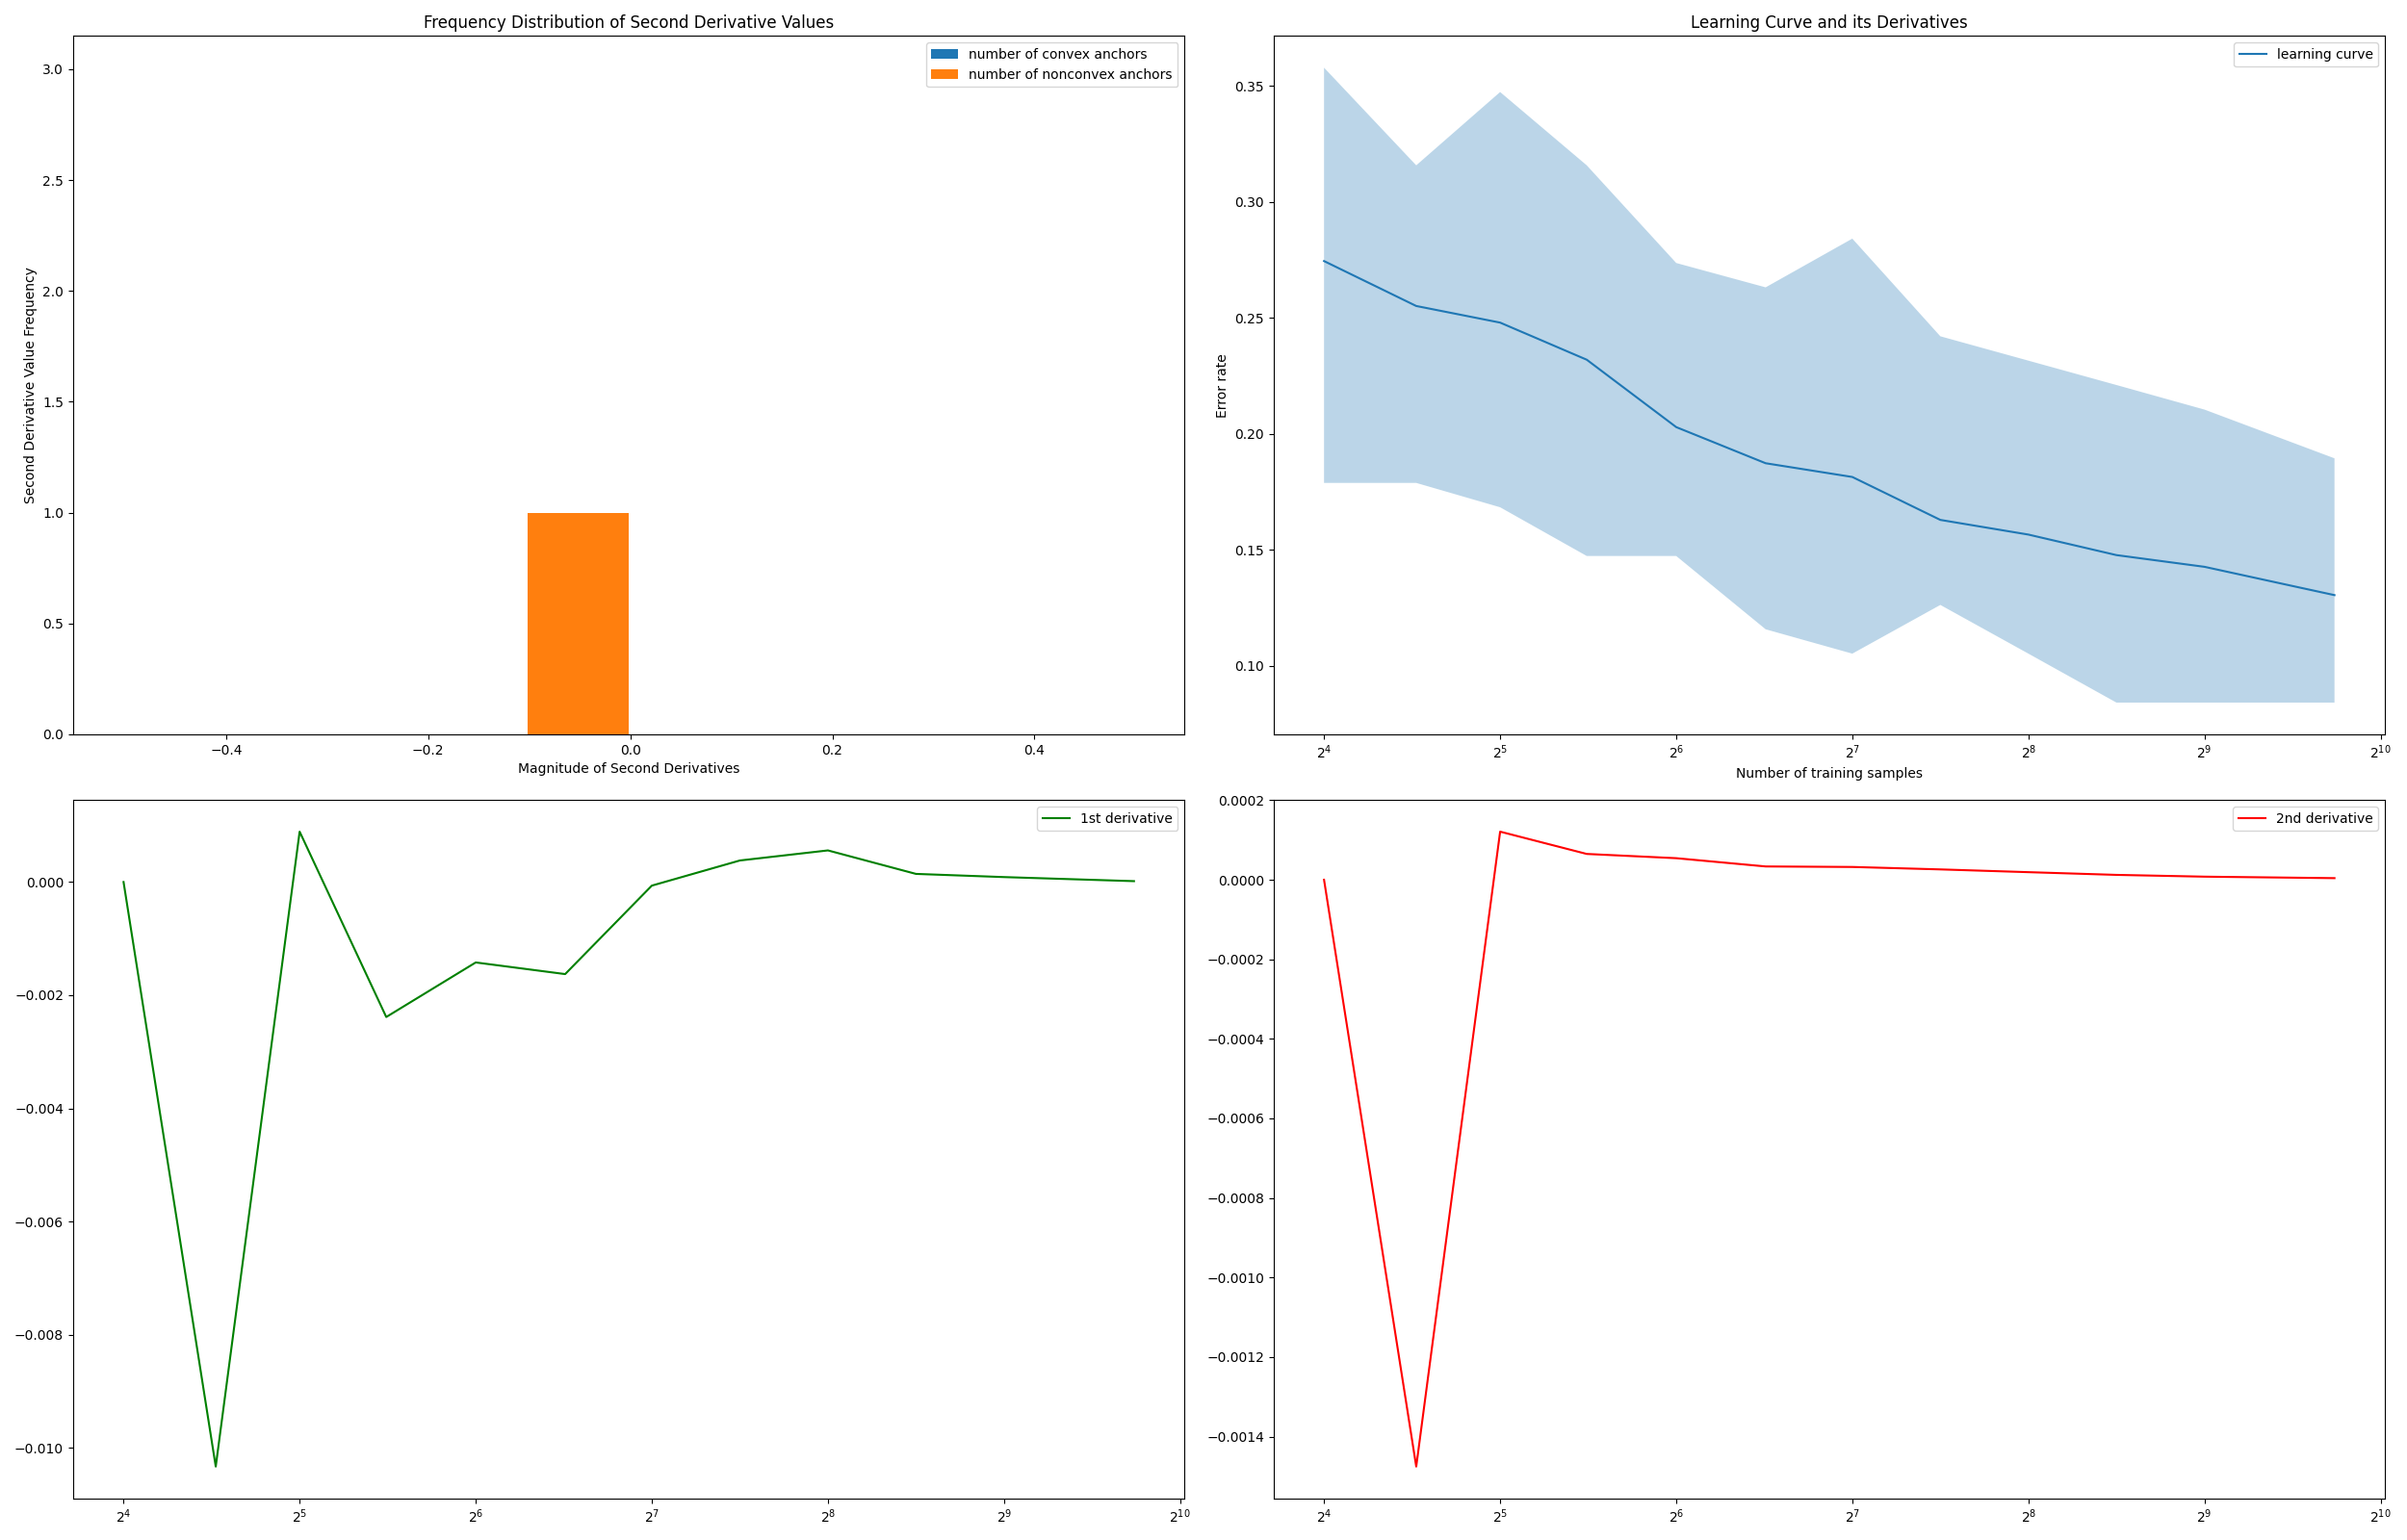 Frequency Distribution of Second Derivative Values
number of convex anchors
number of nonconvex anchors
Second Derivative Value Frequency
3.0
2.5
2.0
1.5
1.0
0.5
0.0
−0.4 −0.2 0.0 0.2 0.4
Magnitude of Second Derivatives
Learning Curve and its Derivatives
learning curve
Error rate
0.35
0.30
0.25
0.20
0.15
0.10
2⁴ 2⁵ 2⁶ 2⁷ 2⁸ 2⁹ 2¹⁰
Number of training samples
1st derivative
0.000
−0.002
−0.004
−0.006
−0.008
−0.010
2⁴ 2⁵ 2⁶ 2⁷ 2⁸ 2⁹ 2¹⁰
2nd derivative
0.0002
0.0000
−0.0002
−0.0004
−0.0006
−0.0008
−0.0010
−0.0012
−0.0014
2⁴ 2⁵ 2⁶ 2⁷ 2⁸ 2⁹ 2¹⁰